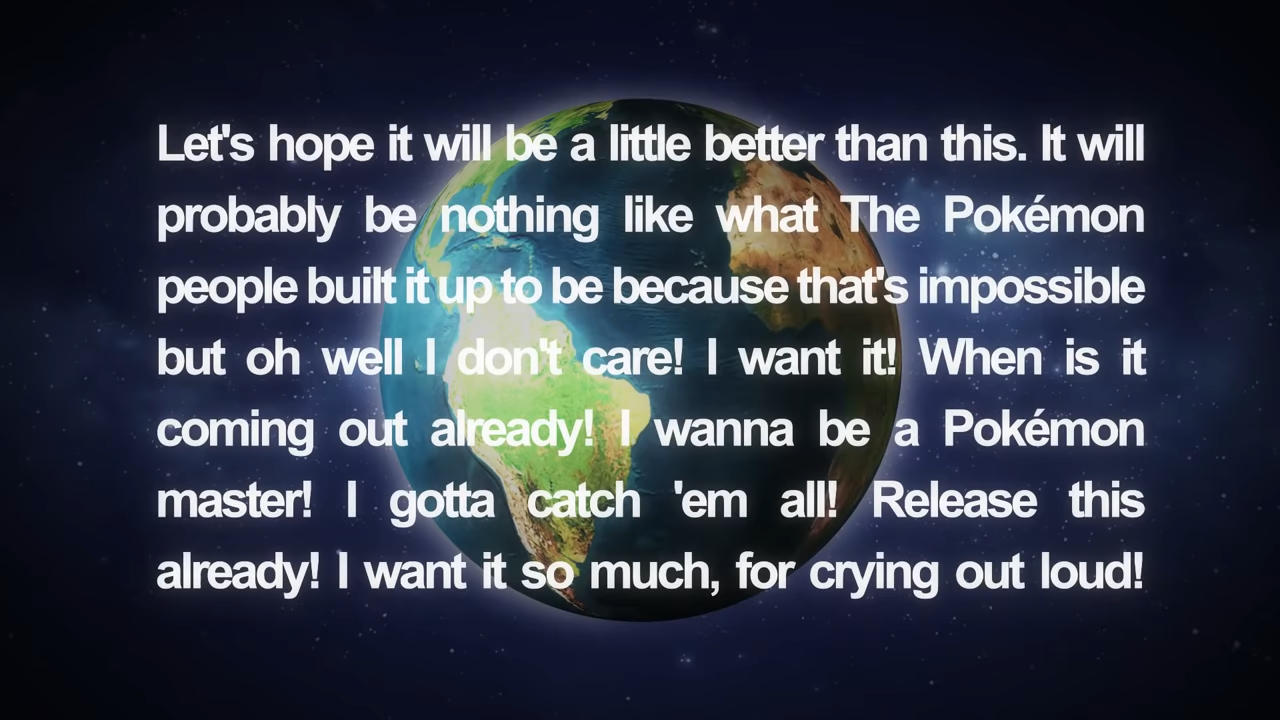 Let's hope it will be a little better than this. It will
probably be nothing like what The Pokémon
people built it up to be because that's impossible
but oh well I don't care! I want it! When is it
coming out already! I wanna be a Pokémon
master! I gotta catch 'em all! Release this
already! I want it so much, for crying out loud!